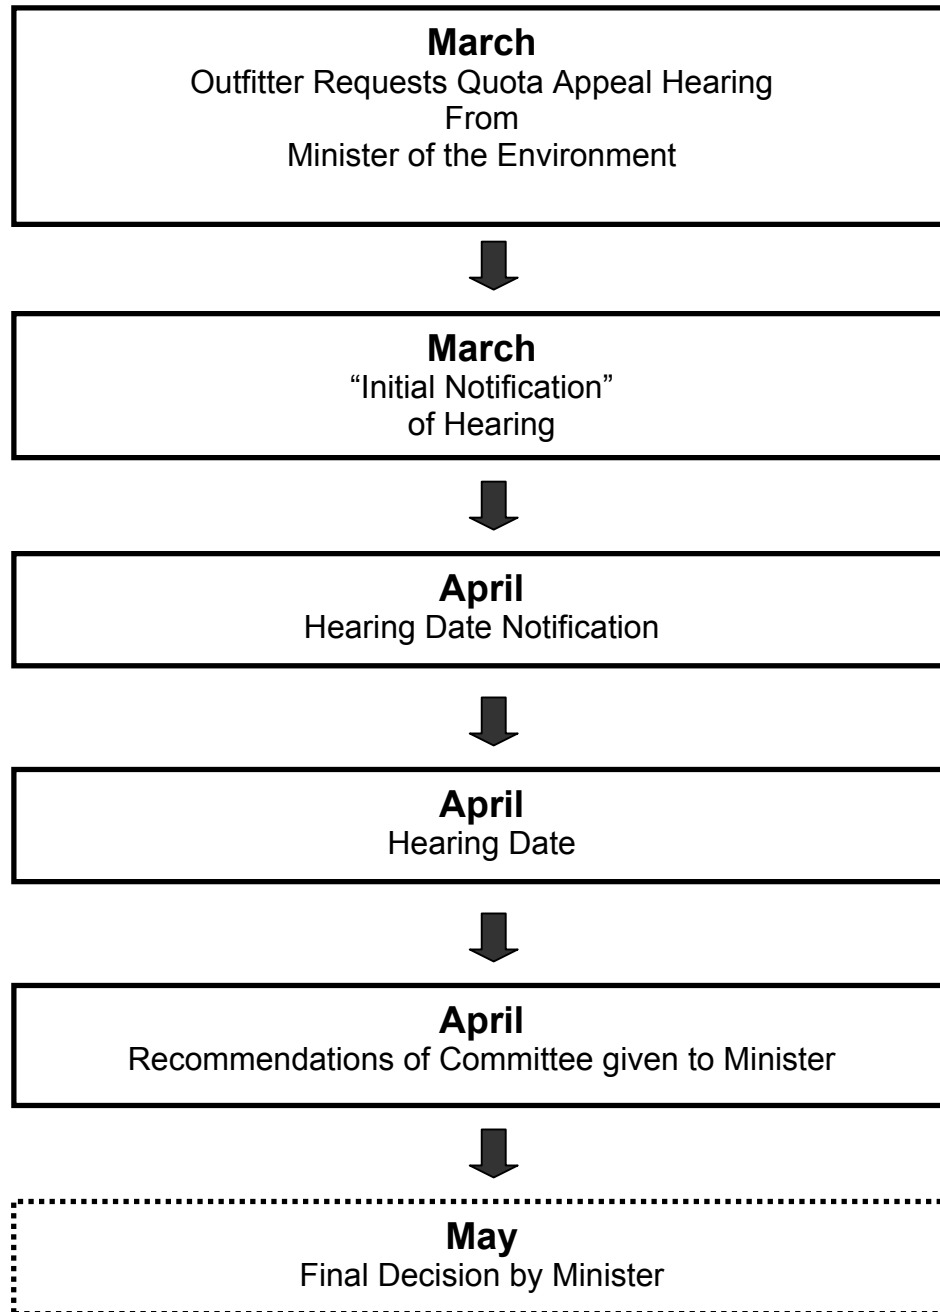 March
Outfitter Requests Quota Appeal Hearing
From
Minister of the Environment
March
“Initial Notification”
of Hearing
April
Hearing Date Notification
April
Hearing Date
April
Recommendations of Committee given to Minister
May
Final Decision by Minister